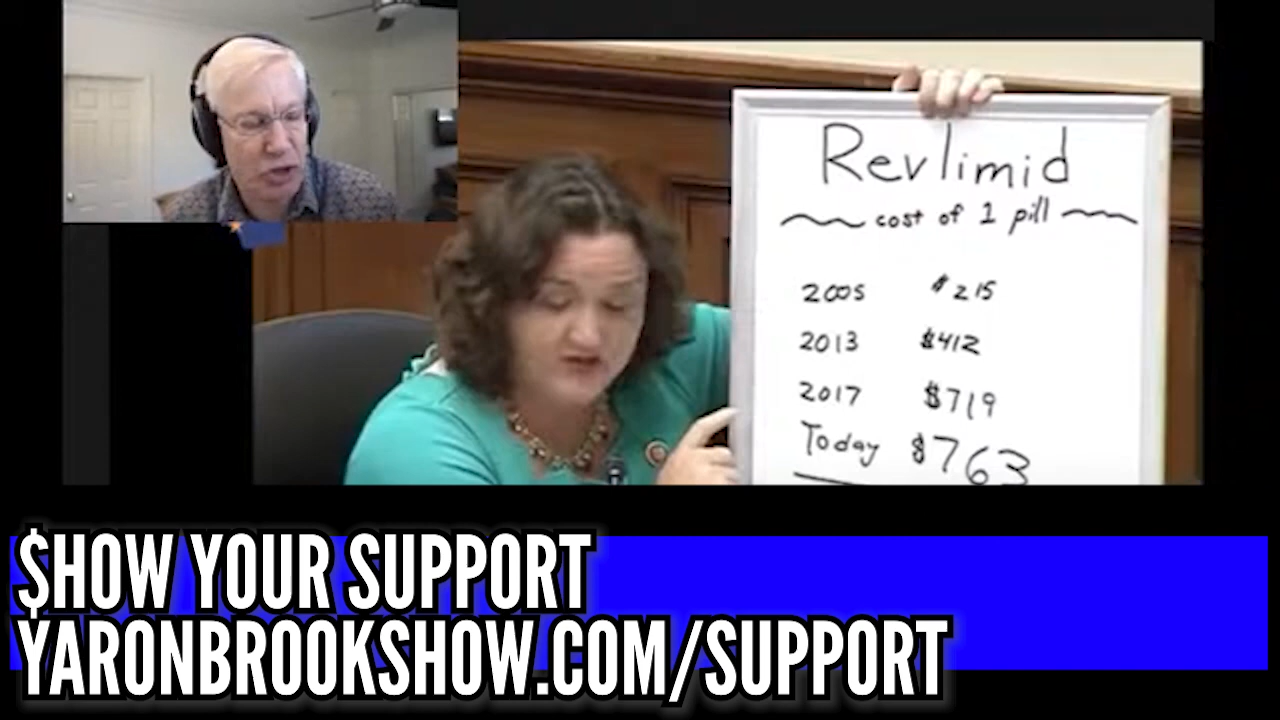 Revlimid
cost of 1 pill
2005 $215
2013 $412
2017 $719
Today $763
$HOW YOUR SUPPORT
YARONBROOKSHOW.COM/SUPPORT